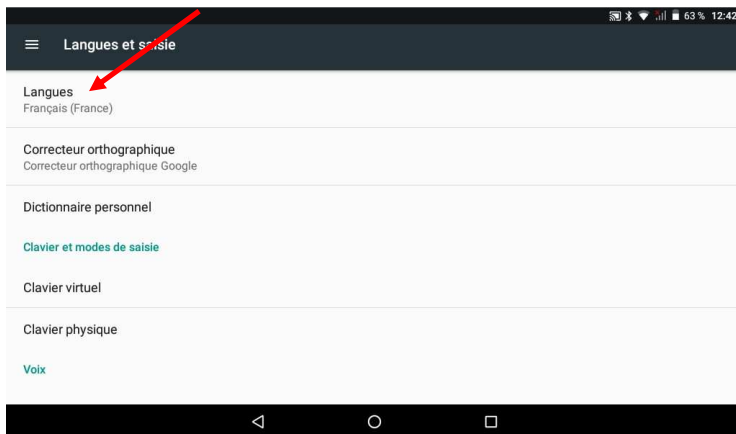 63 % 12:42
Langues et saisie
Langues
Français (France)
Correcteur orthographique
Correcteur orthographique Google
Dictionnaire personnel
Clavier et modes de saisie
Clavier virtuel
Clavier physique
Voix